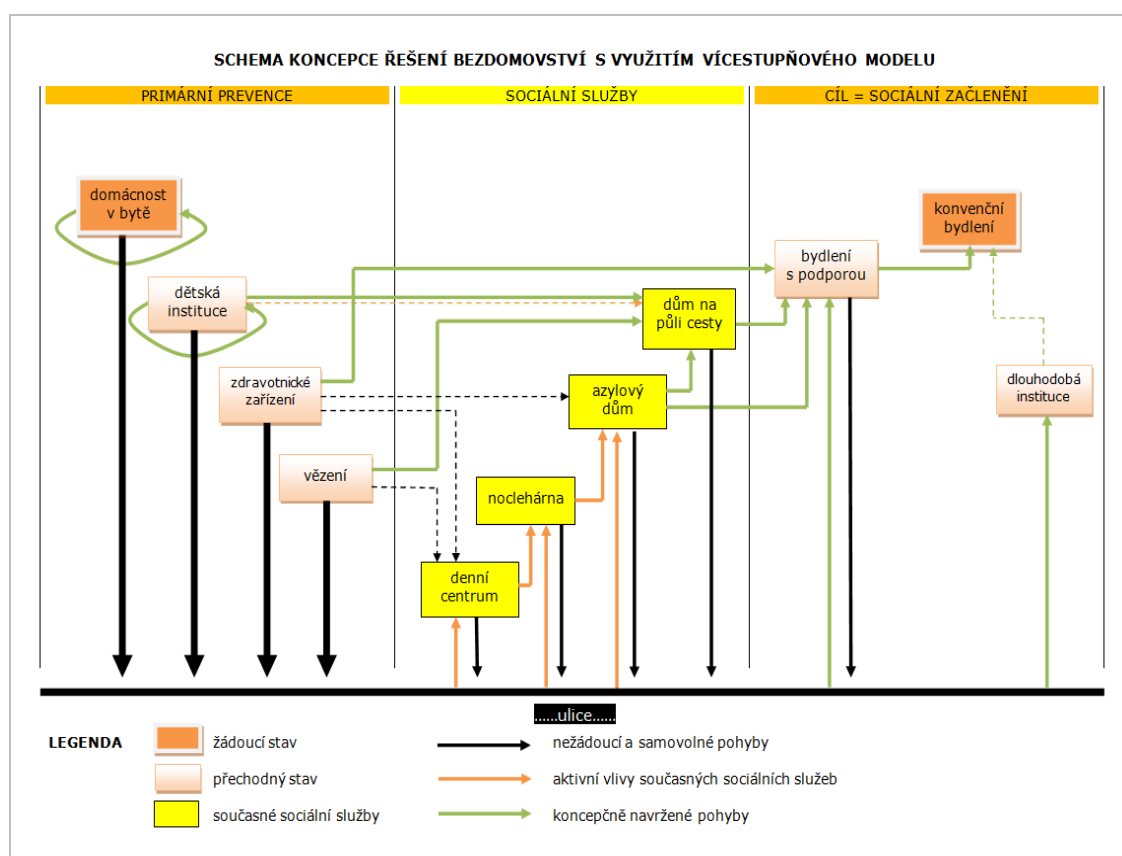 SCHEMA KONCEPCE ŘEŠENÍ BEZDOMOVSTVÍ S VYUŽITÍM VÍCESTUPŇOVÉHO MODELU
PRIMÁRNÍ PREVENCE
SOCIÁLNÍ SLUŽBY
CÍL = SOCIÁLNÍ ZAČLENĚNÍ
domácnost
v bytě
konvenční
bydlení
bydlení
s podporou
dětská
instituce
dům na
půli cesty
zdravotnické
zařízení
azylový
dům
dlouhodobá
instituce
vězení
noclehárna
denní
centrum
......ulice......
LEGENDA
žádoucí stav
nežádoucí a samovolné pohyby
přechodný stav
aktivní vlivy současných sociálních služeb
současné sociální služby
koncepčně navržené pohyby